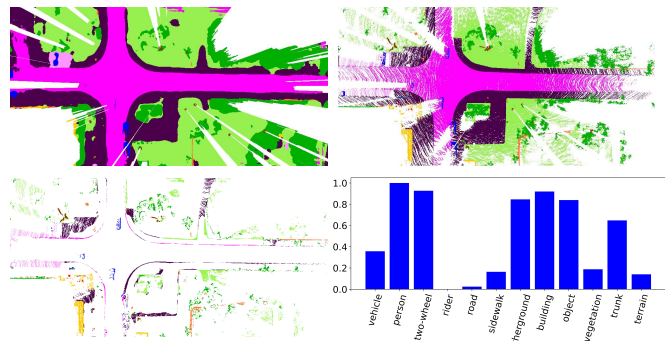 1.0
0.8
0.6
0.4
0.2
0.0
vehicle
person
two-wheel
rider
road
sidewalk
herground
building
object
vegetation
trunk
terrain